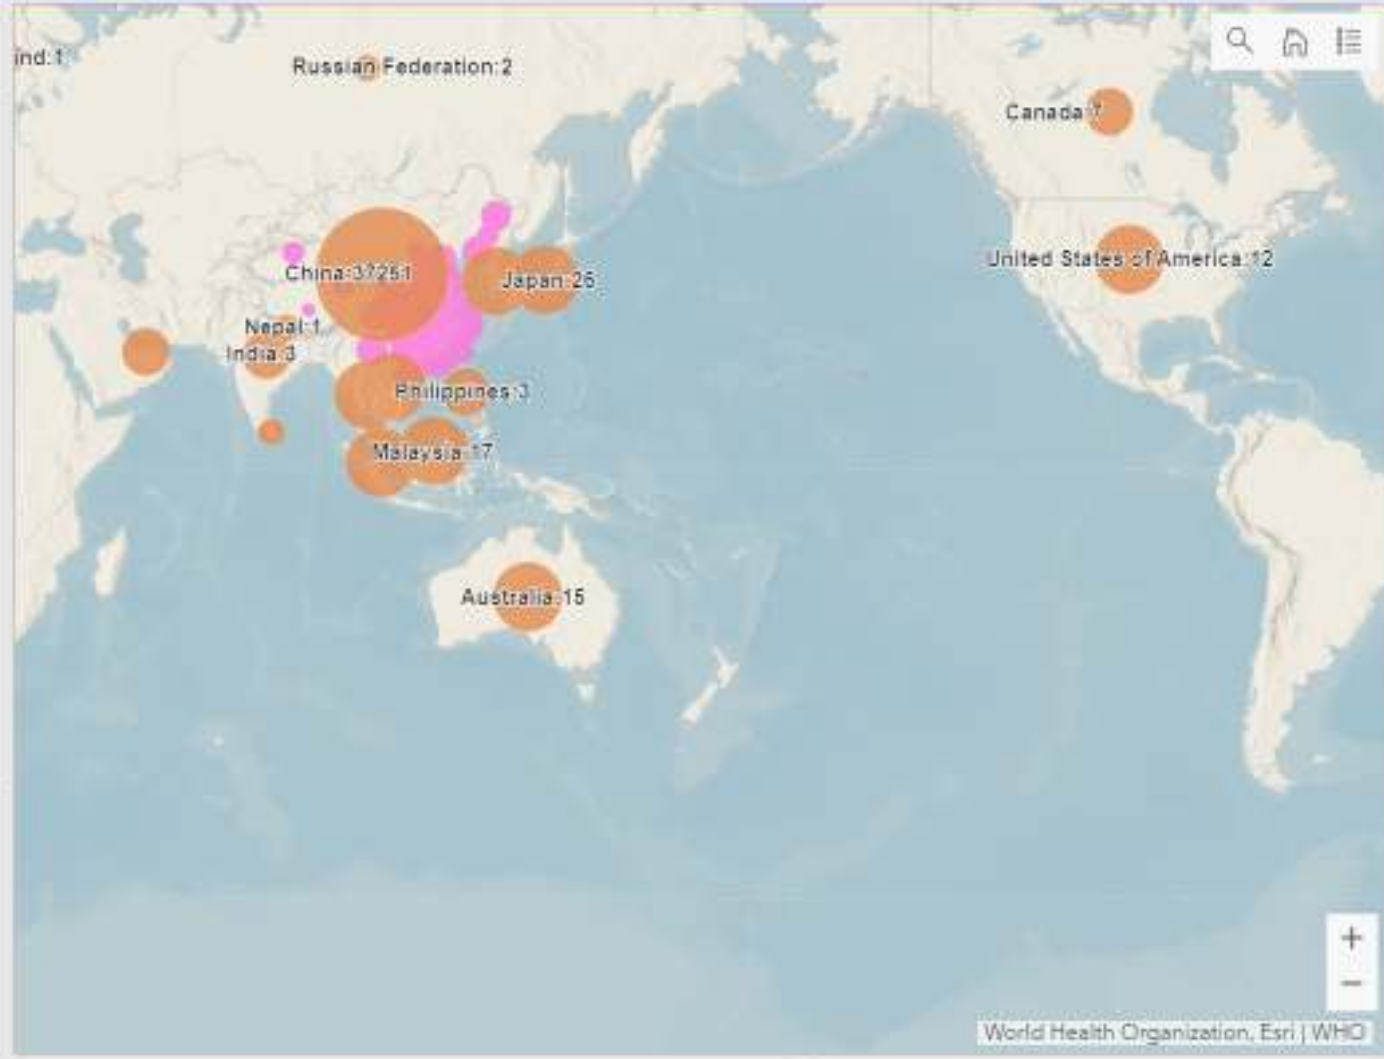 ind:1
Russian Federation:2
Canada:7
United States of America:12
China:37251
Japan:26
Nepal:1
India:3
Philippines:3
Malaysia:17
Australia:15
World Health Organization, Esri | WHO